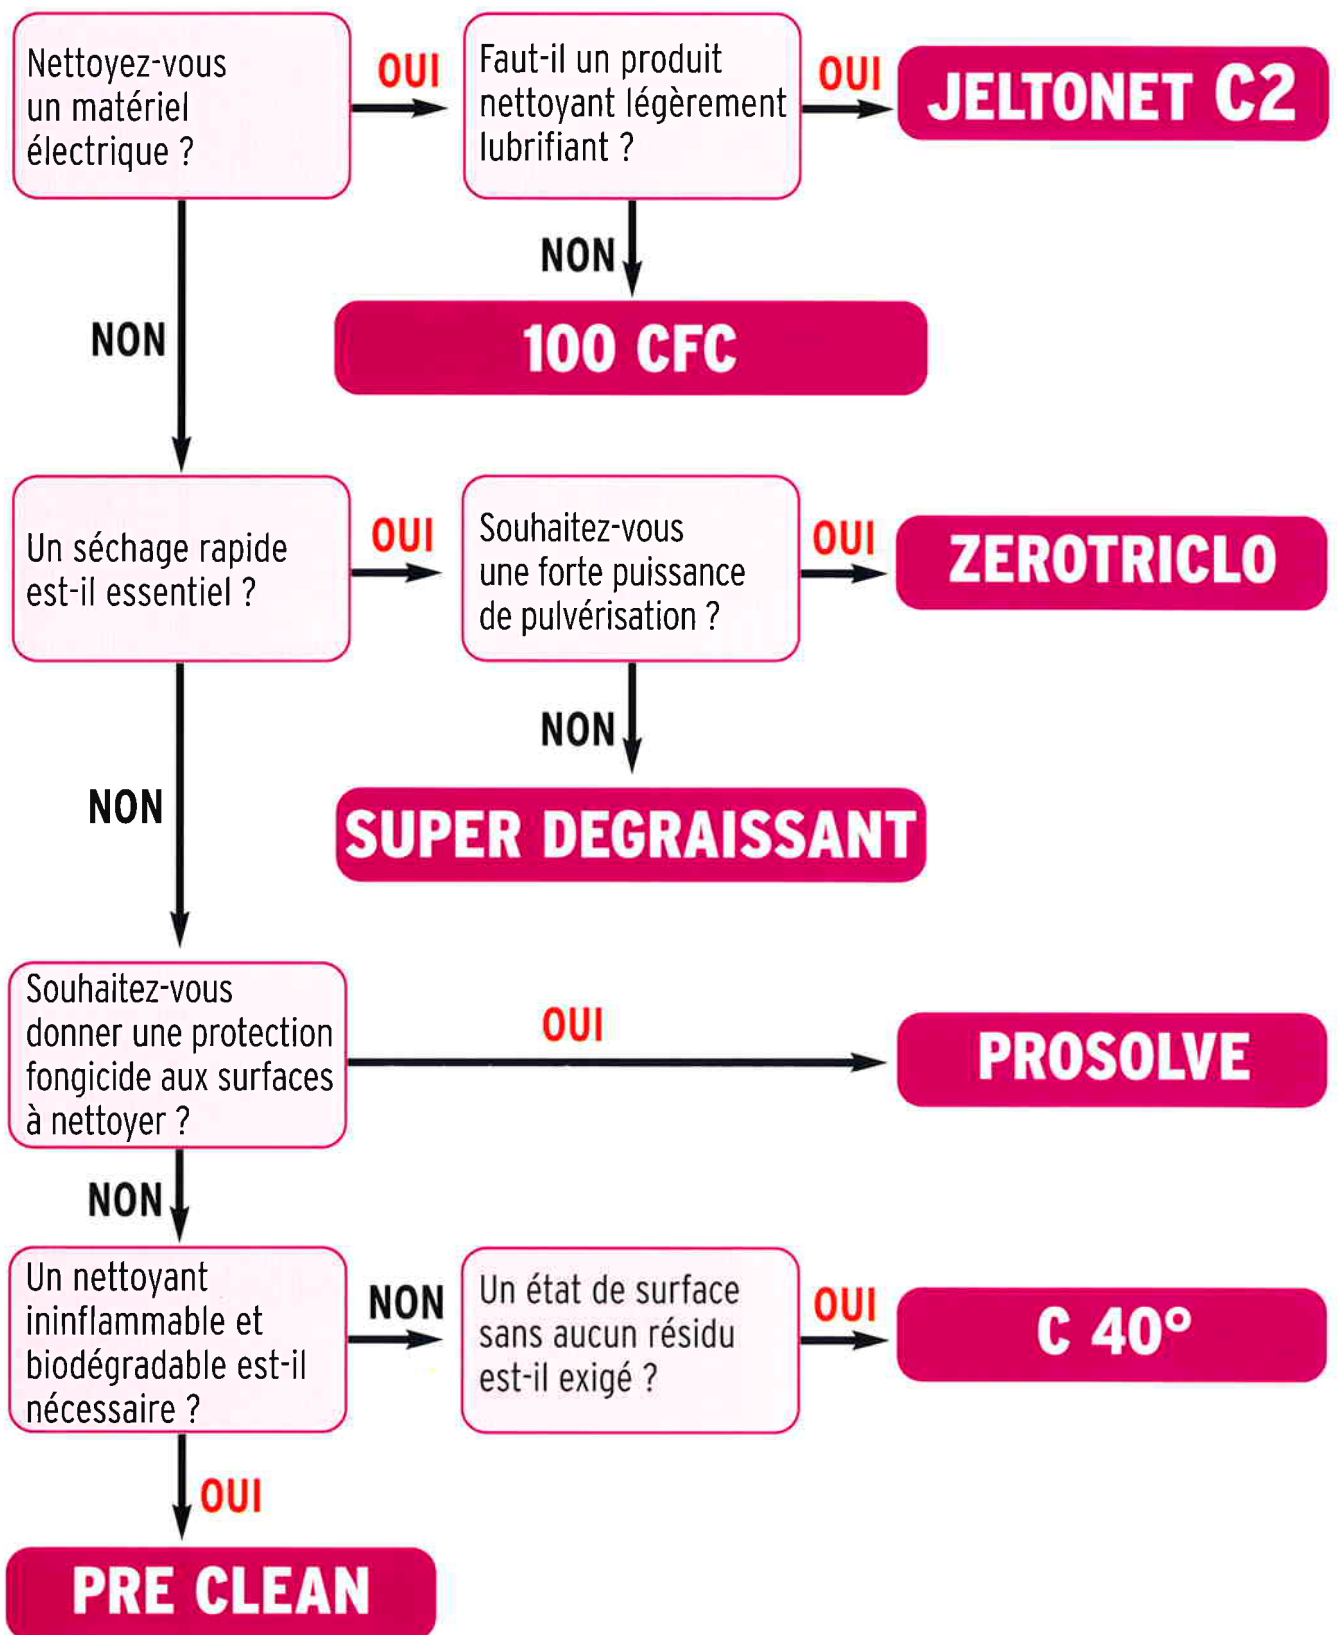 Nettoyez-vous
un matériel
électrique ?
OUI
Faut-il un produit
nettoyant légèrement
lubrifiant ?
OUI
JELTONET C2
NON
100 CFC
NON
Un séchage rapide
est-il essentiel ?
OUI
Souhaitez-vous
une forte puissance
de pulvérisation ?
OUI
ZEROTRICLO
NON
SUPER DEGRAISSANT
NON
Souhaitez-vous
donner une protection
fongicide aux surfaces
à nettoyer ?
OUI
PROSOLVE
NON
Un nettoyant
ininflammable et
biodégradable est-il
nécessaire ?
NON
Un état de surface
sans aucun résidu
est-il exigé ?
OUI
C 40°
OUI
PRE CLEAN